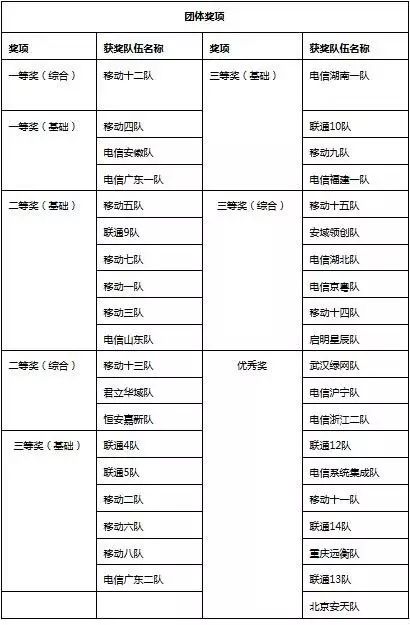 团体奖项
奖项 获奖队伍名称 奖项 获奖队伍名称
一等奖（综合） 移动十二队 三等奖（基础） 电信湖南一队
一等奖（基础） 移动四队 联通10队
电信安徽队 移动九队
电信广东一队 电信福建一队
二等奖（基础） 移动五队 三等奖（综合） 移动十五队
联通9队 安域领创队
移动七队 电信湖北队
移动一队 电信京粤队
移动三队 移动十四队
电信山东队 启明星辰队
二等奖（综合） 移动十三队 优秀奖 武汉绿网队
君立华域队 电信沪宁队
恒安嘉新队 电信浙江二队
三等奖（基础） 联通4队 联通12队
联通5队 电信系统集成队
移动二队 移动十一队
移动六队 联通14队
移动八队 重庆远衡队
电信广东二队 联通13队
北京安天队